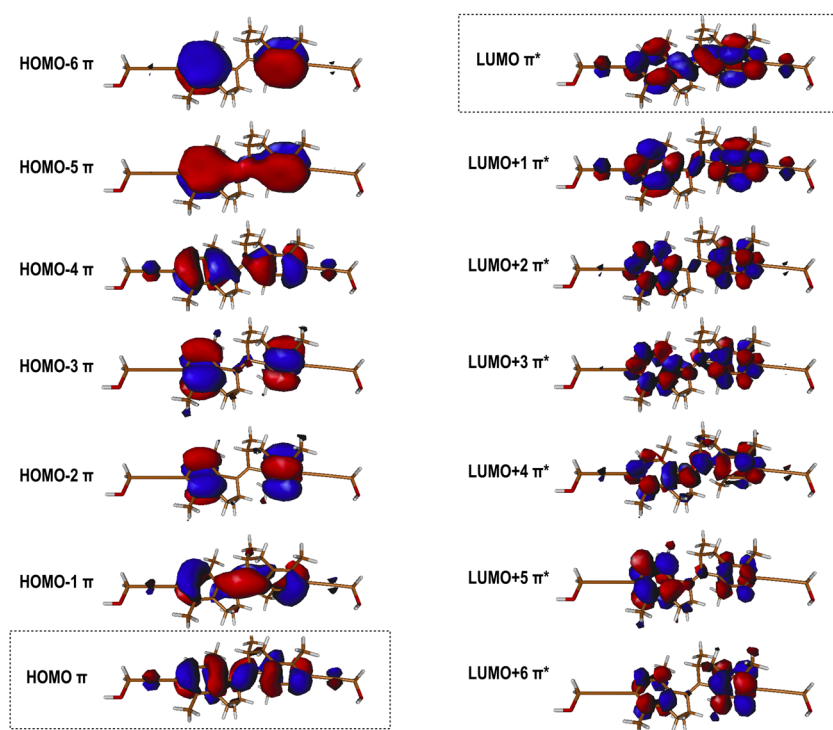 HOMO-6 π
HOMO-5 π
HOMO-4 π
HOMO-3 π
HOMO-2 π
HOMO-1 π
HOMO π
LUMO π*
LUMO+1 π*
LUMO+2 π*
LUMO+3 π*
LUMO+4 π*
LUMO+5 π*
LUMO+6 π*